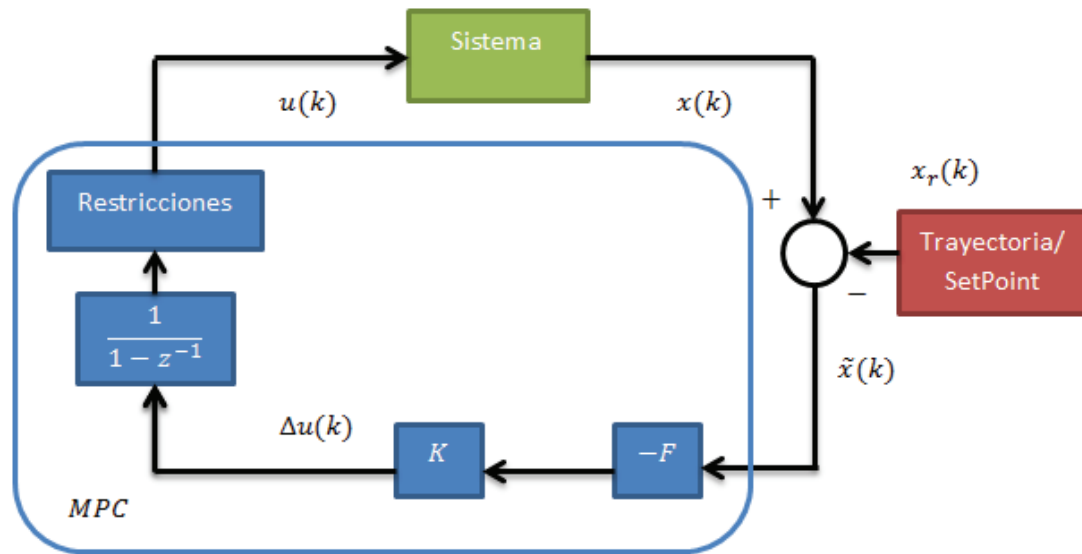 Sistema
u(k)
x(k)
Restricciones
x_r(k)
+
Trayectoria/
SetPoint
−
1
1 − z⁻¹
x̃(k)
Δu(k)
K
−F
MPC